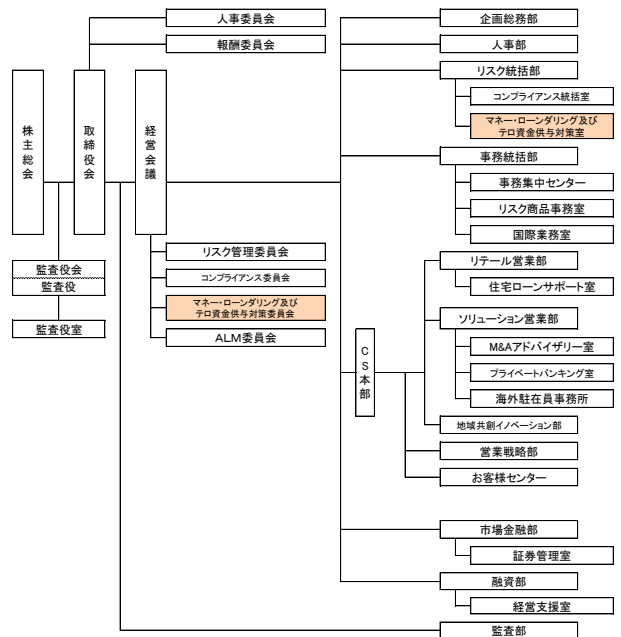 人事委員会
報酬委員会
株主総会
取締役会
経営会議
監査役会
監査役
監査役室
リスク管理委員会
コンプライアンス委員会
マネー・ローンダリング及び
テロ資金供与対策委員会
ALM委員会
企画総務部
人事部
リスク統括部
コンプライアンス統括室
マネー・ローンダリング及び
テロ資金供与対策室
事務統括部
事務集中センター
リスク商品事務室
国際業務室
CS本部
リテール営業部
住宅ローンサポート室
ソリューション営業部
M&Aアドバイザリー室
プライベートバンキング室
海外駐在員事務所
地域共創イノベーション部
営業戦略部
お客様センター
市場金融部
証券管理室
融資部
経営支援室
監査部